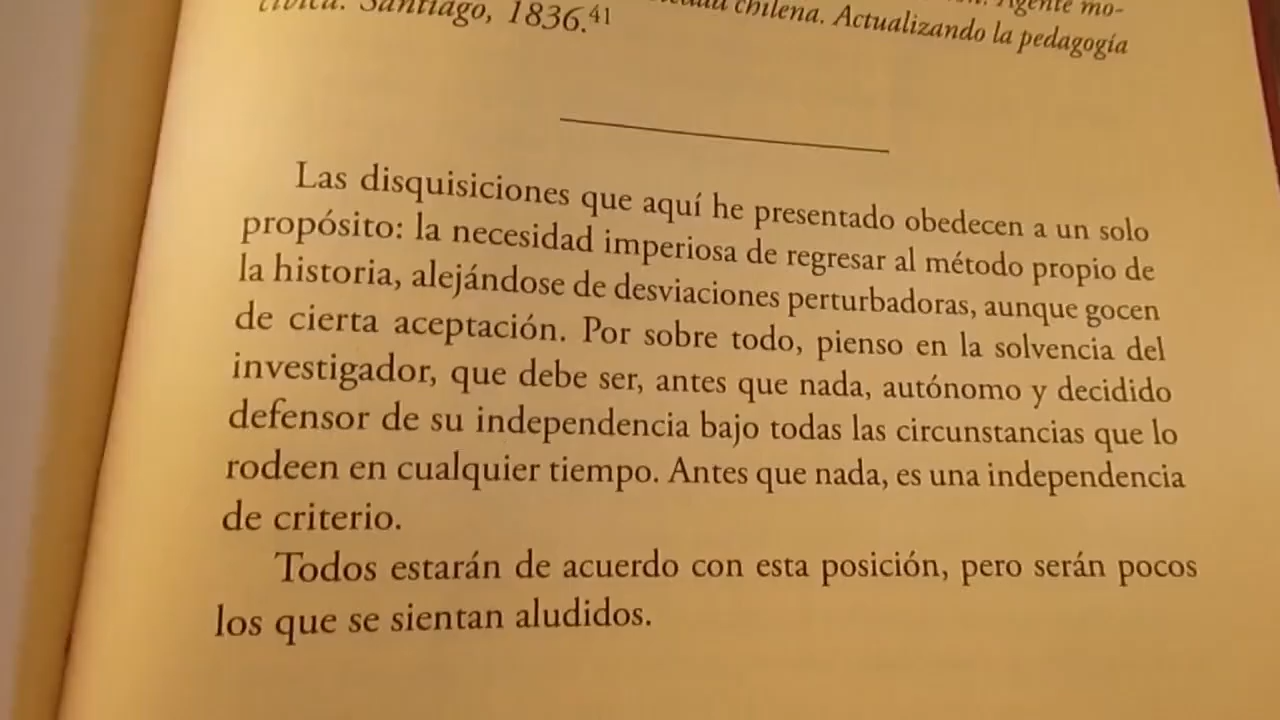 Agente mo-
chilena. Actualizando la pedagogía
cívica. Santiago, 1836.41
Las disquisiciones que aquí he presentado obedecen a un solo
propósito: la necesidad imperiosa de regresar al método propio de
la historia, alejándose de desviaciones perturbadoras, aunque gocen
de cierta aceptación. Por sobre todo, pienso en la solvencia del
investigador, que debe ser, antes que nada, autónomo y decidido
defensor de su independencia bajo todas las circunstancias que lo
rodeen en cualquier tiempo. Antes que nada, es una independencia
de criterio.
Todos estarán de acuerdo con esta posición, pero serán pocos
los que se sientan aludidos.